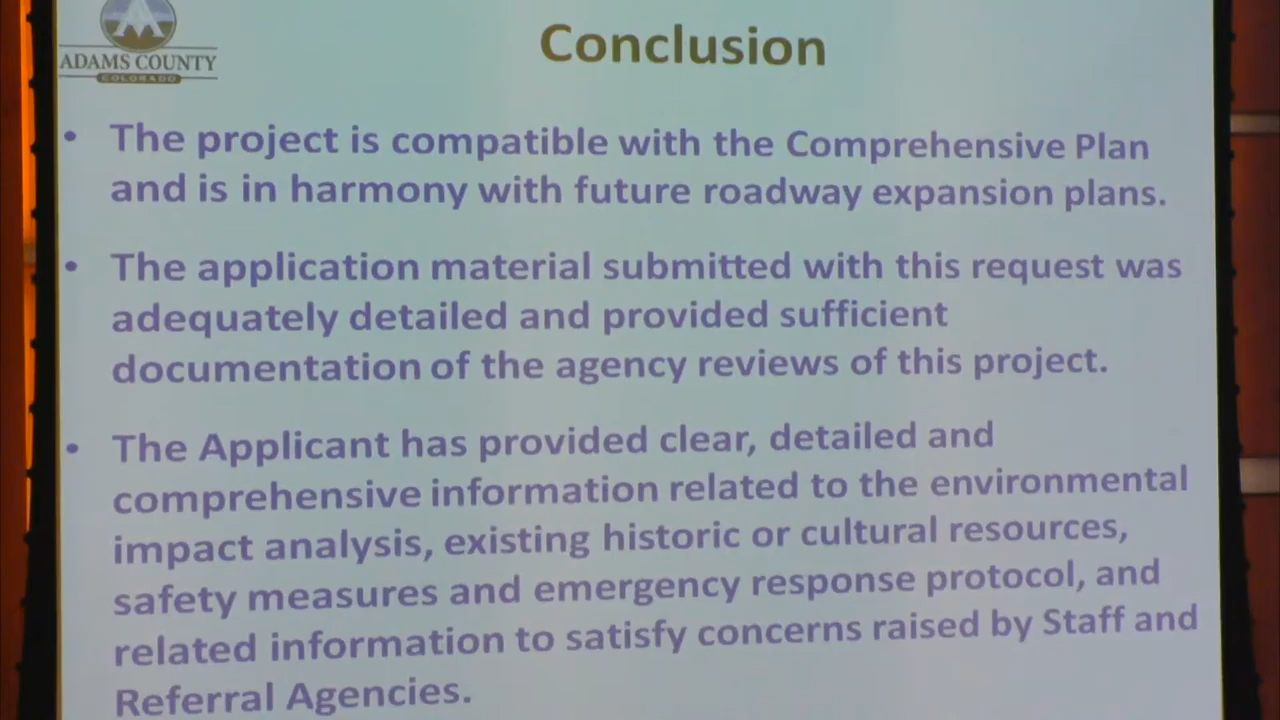 ADAMS COUNTY
COLORADO
Conclusion
• The project is compatible with the Comprehensive Plan
and is in harmony with future roadway expansion plans.
• The application material submitted with this request was
adequately detailed and provided sufficient
documentation of the agency reviews of this project.
• The Applicant has provided clear, detailed and
comprehensive information related to the environmental
impact analysis, existing historic or cultural resources,
safety measures and emergency response protocol, and
related information to satisfy concerns raised by Staff and
Referral Agencies.